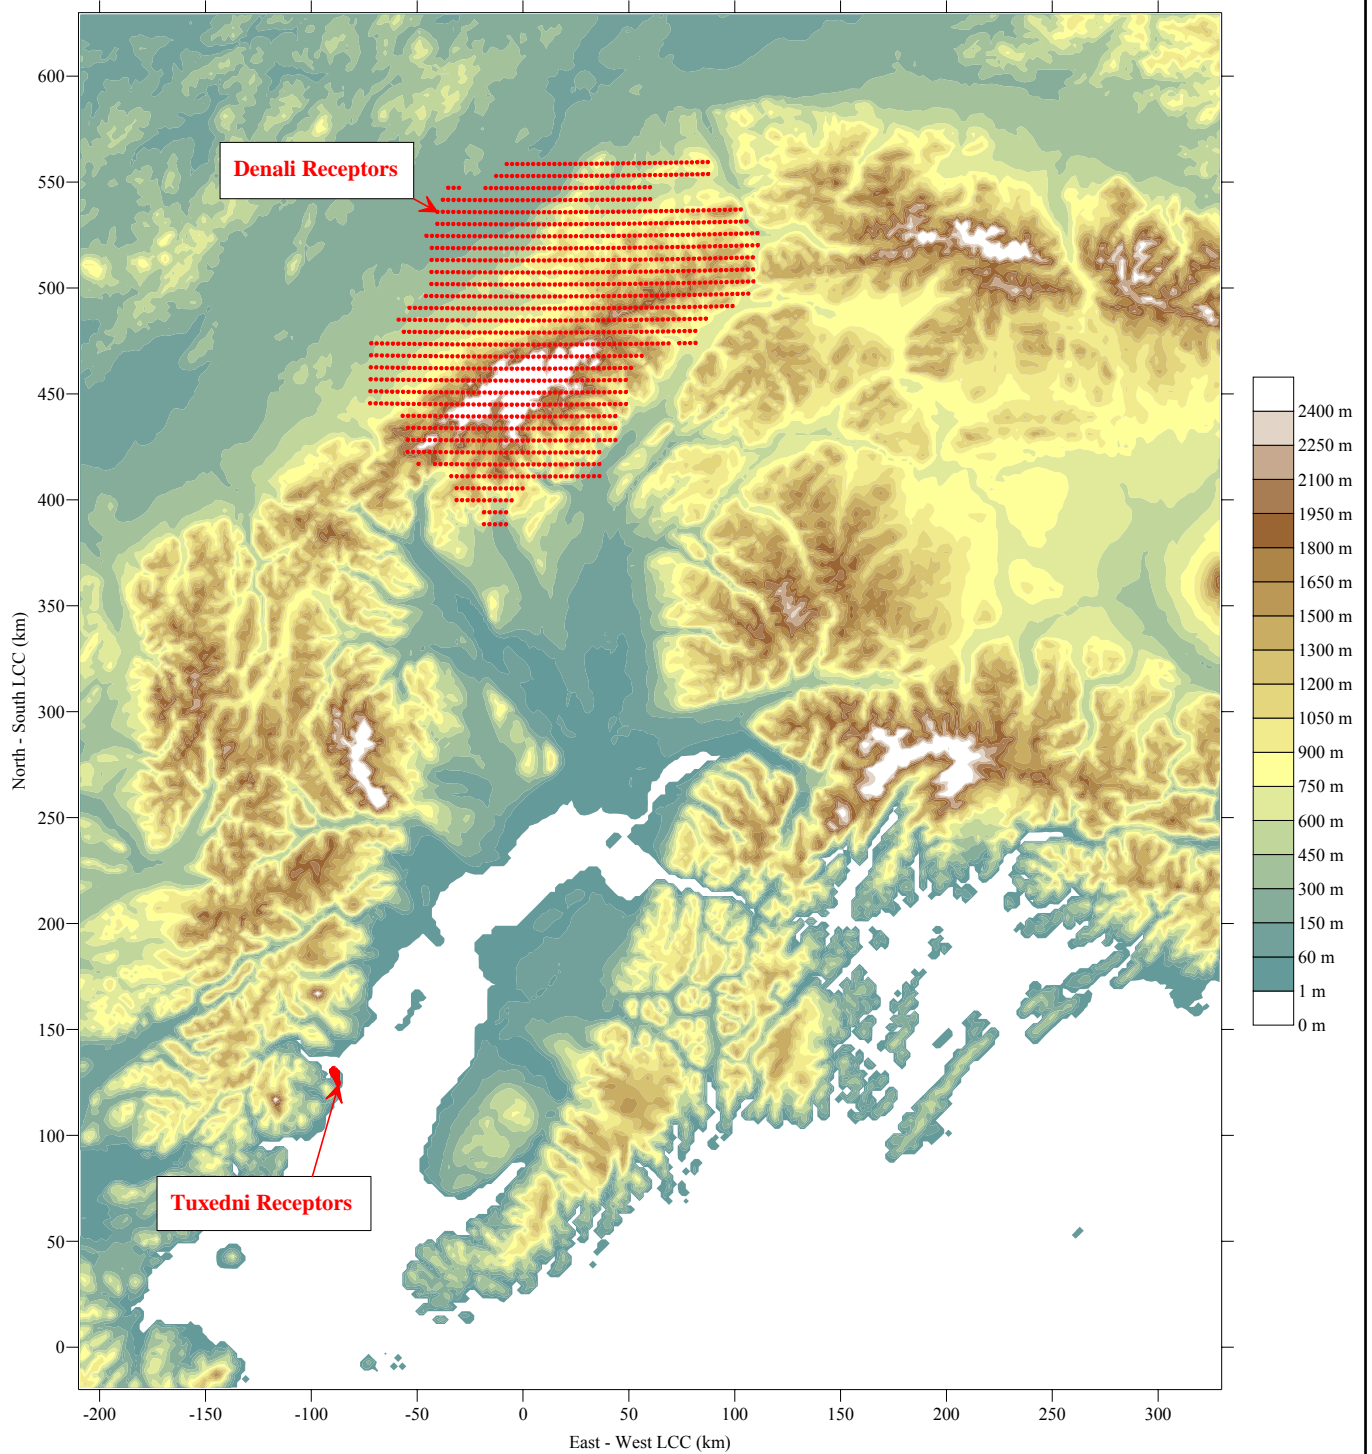 600
550
500
450
400
350
300
250
200
150
100
50
0
North - South LCC (km)
Denali Receptors
Tuxedni Receptors
2400 m
2250 m
2100 m
1950 m
1800 m
1650 m
1500 m
1300 m
1200 m
1050 m
900 m
750 m
600 m
450 m
300 m
150 m
60 m
1 m
0 m
-200 -150 -100 -50 0 50 100 150 200 250 300
East - West LCC (km)